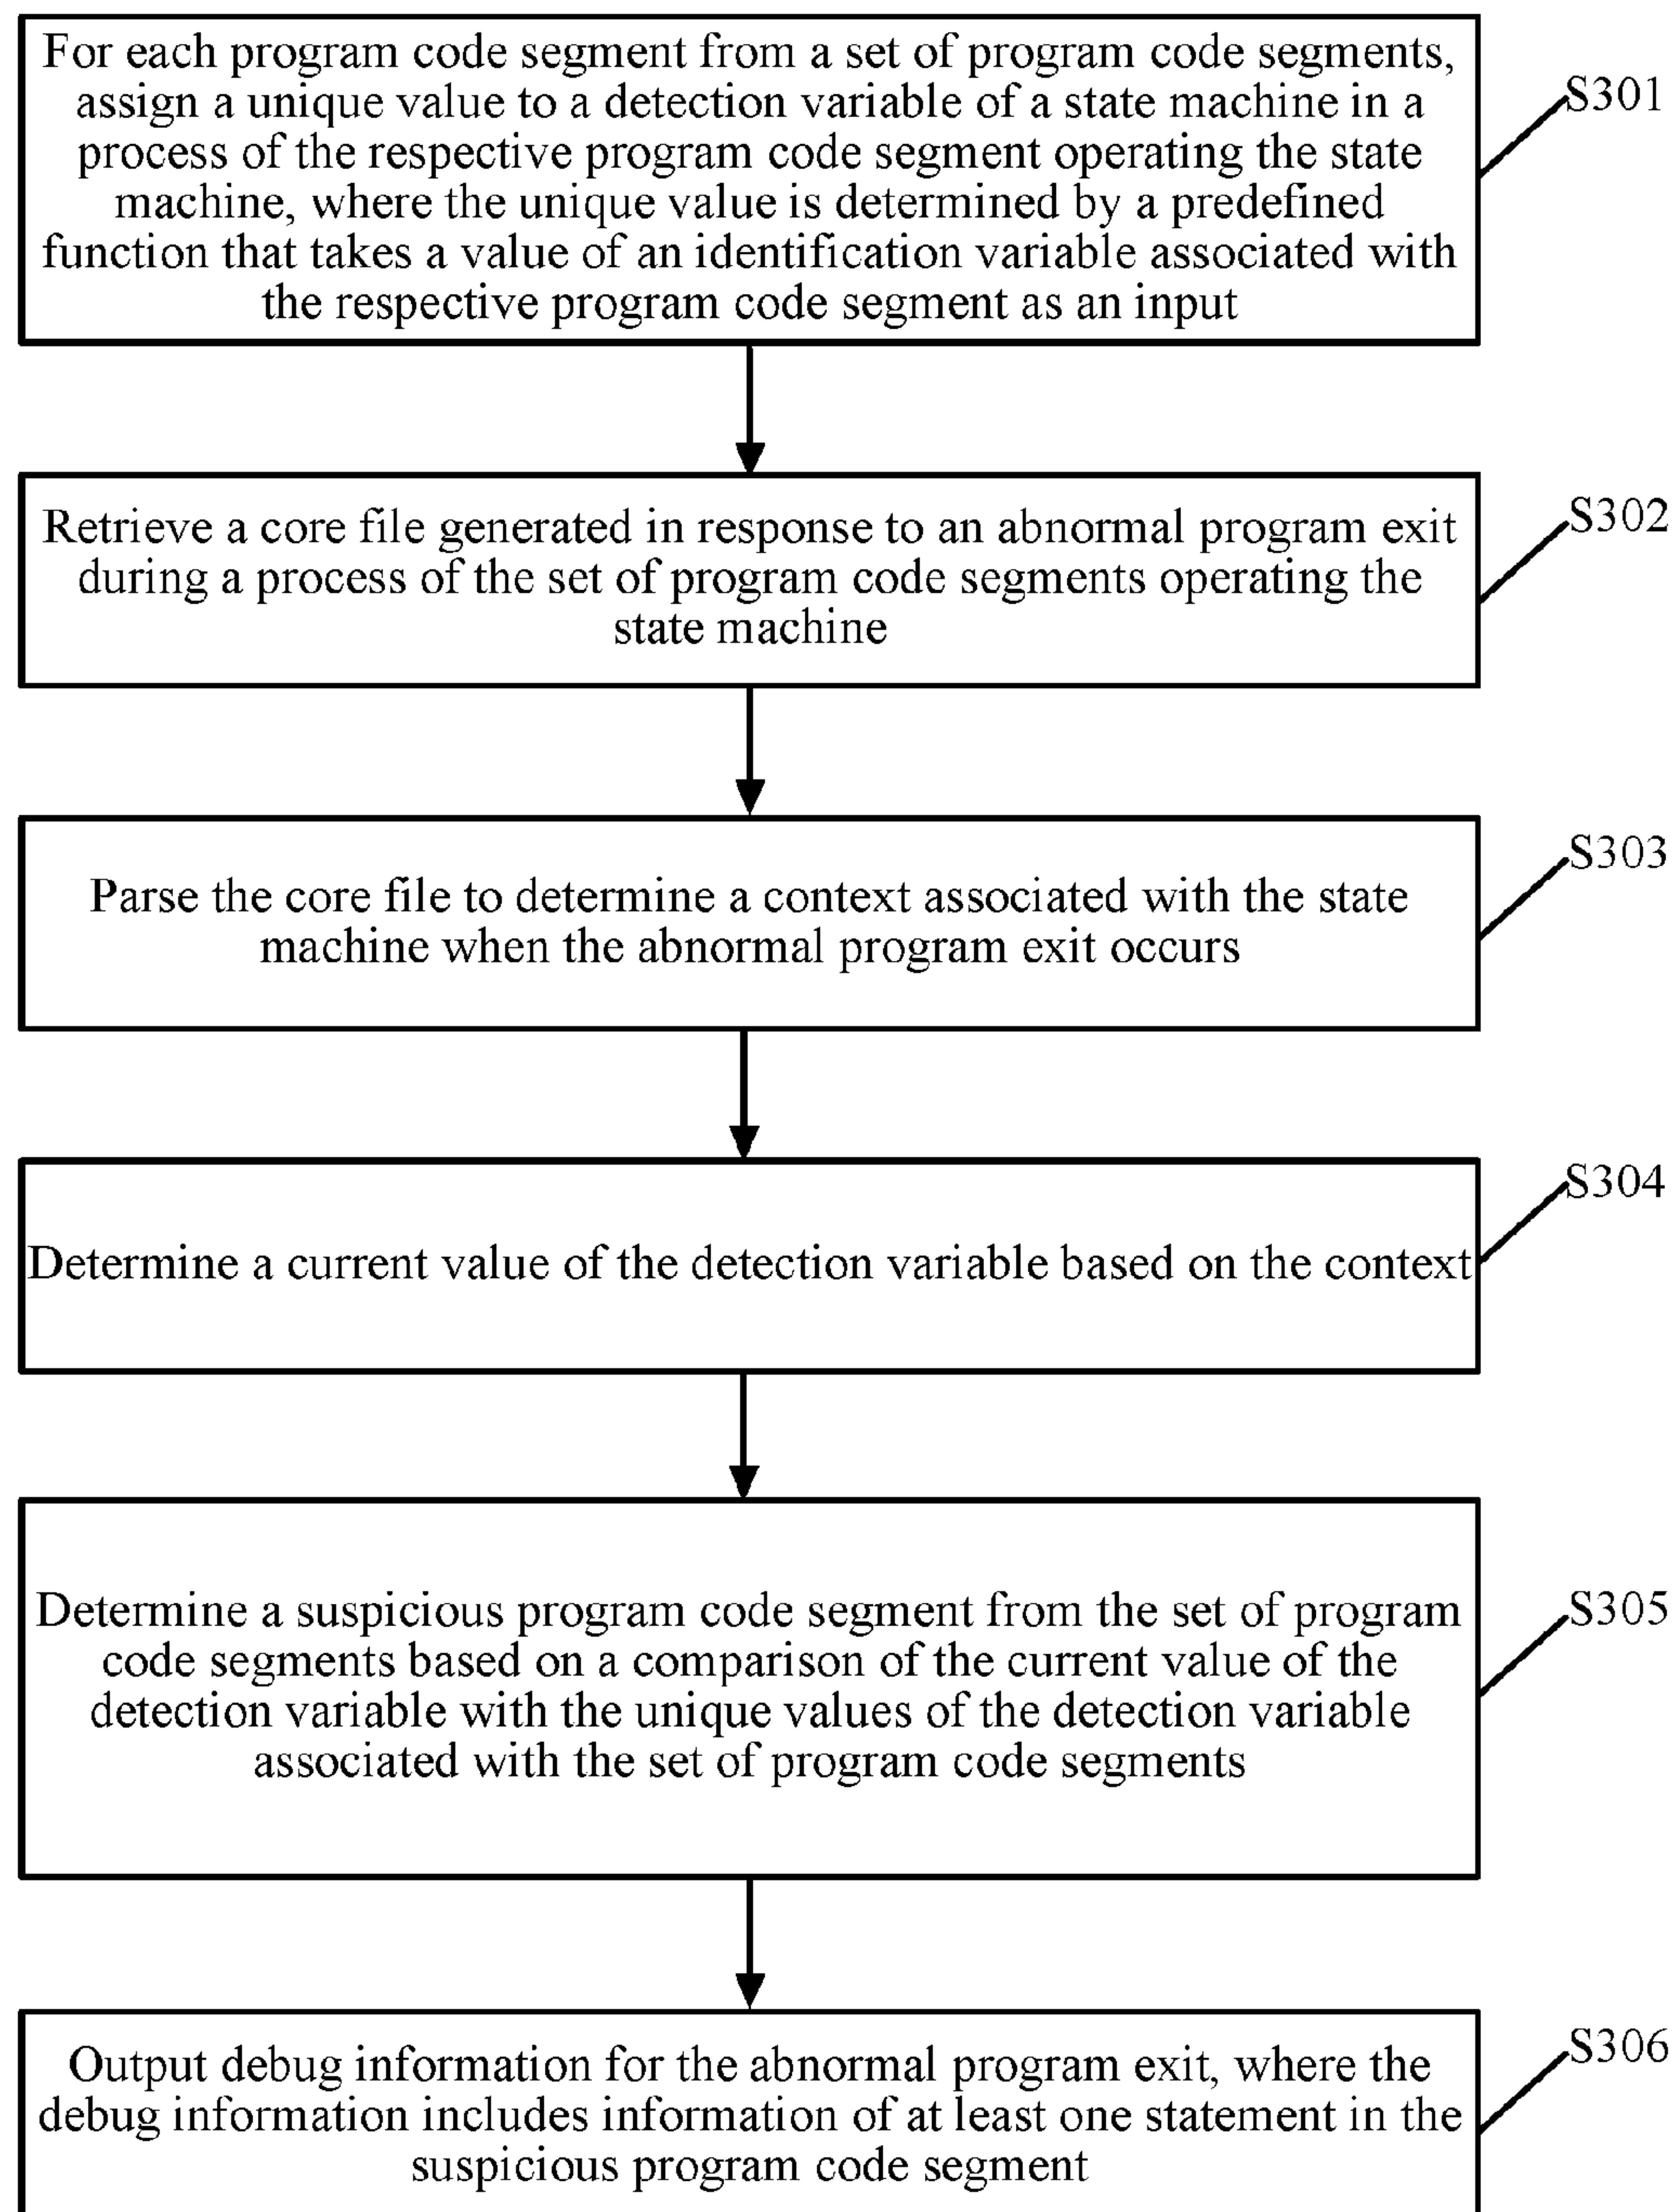 For each program code segment from a set of program code segments,
assign a unique value to a detection variable of a state machine in a
process of the respective program code segment operating the state
machine, where the unique value is determined by a predefined
function that takes a value of an identification variable associated with
the respective program code segment as an input
S301
Retrieve a core file generated in response to an abnormal program exit
during a process of the set of program code segments operating the
state machine
S302
Parse the core file to determine a context associated with the state
machine when the abnormal program exit occurs
S303
Determine a current value of the detection variable based on the context
S304
Determine a suspicious program code segment from the set of program
code segments based on a comparison of the current value of the
detection variable with the unique values of the detection variable
associated with the set of program code segments
S305
Output debug information for the abnormal program exit, where the
debug information includes information of at least one statement in the
suspicious program code segment
S306